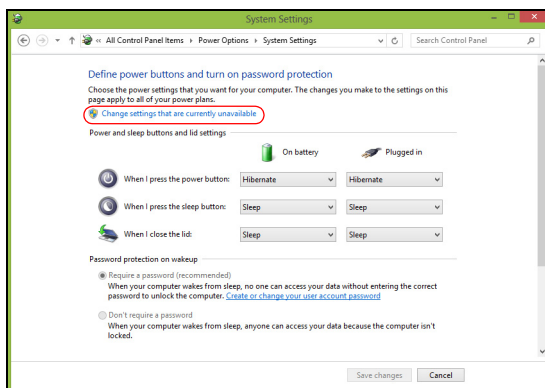 System Settings
« All Control Panel Items ▸ Power Options ▸ System Settings
Search Control Panel
Define power buttons and turn on password protection
Choose the power settings that you want for your computer. The changes you make to the settings on this
page apply to all of your power plans.
Change settings that are currently unavailable
Power and sleep buttons and lid settings
On battery Plugged in
When I press the power button: Hibernate Hibernate
When I press the sleep button: Sleep Sleep
When I close the lid: Sleep Sleep
Password protection on wakeup
Require a password (recommended)
When your computer wakes from sleep, no one can access your data without entering the correct
password to unlock the computer. Create or change your user account password
Don't require a password
When your computer wakes from sleep, anyone can access your data because the computer isn't
locked.
Save changes Cancel